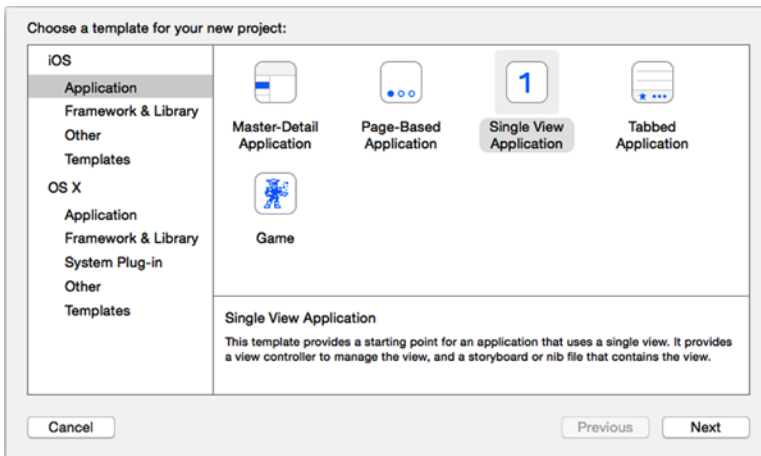 Choose a template for your new project:
iOS
Application
Framework & Library
Other
Templates
OS X
Application
Framework & Library
System Plug-in
Other
Templates
Master-Detail
Application
Page-Based
Application
1
Single View
Application
Tabbed
Application
Game
Single View Application
This template provides a starting point for an application that uses a single view. It provides
a view controller to manage the view, and a storyboard or nib file that contains the view.
Cancel
Previous
Next